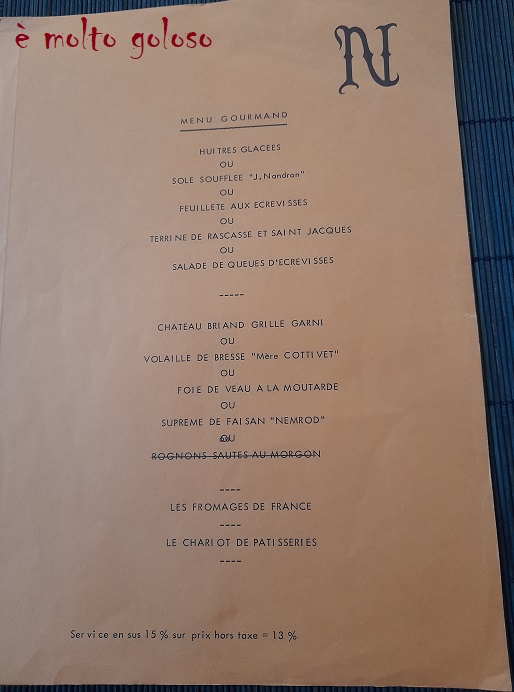 è molto goloso
N
MENU GOURMAND
HUITRES GLACEES
OU
SOLE SOUFFLEE "J.Nandron"
OU
FEUILLETE AUX ECREVISSES
OU
TERRINE DE RASCASSE ET SAINT JACQUES
OU
SALADE DE QUEUES D'ECREVISSES
-----
CHATEAU BRIAND GRILLE GARNI
OU
VOLAILLE DE BRESSE "Mère COTTIVET"
OU
FOIE DE VEAU A LA MOUTARDE
OU
SUPREME DE FAISAN "NEMROD"
OU
ROGNONS SAUTES AU MORGON
----
LES FROMAGES DE FRANCE
----
LE CHARIOT DE PATISSERIES
----
Service en sus 15 % sur prix hors taxe = 13 %